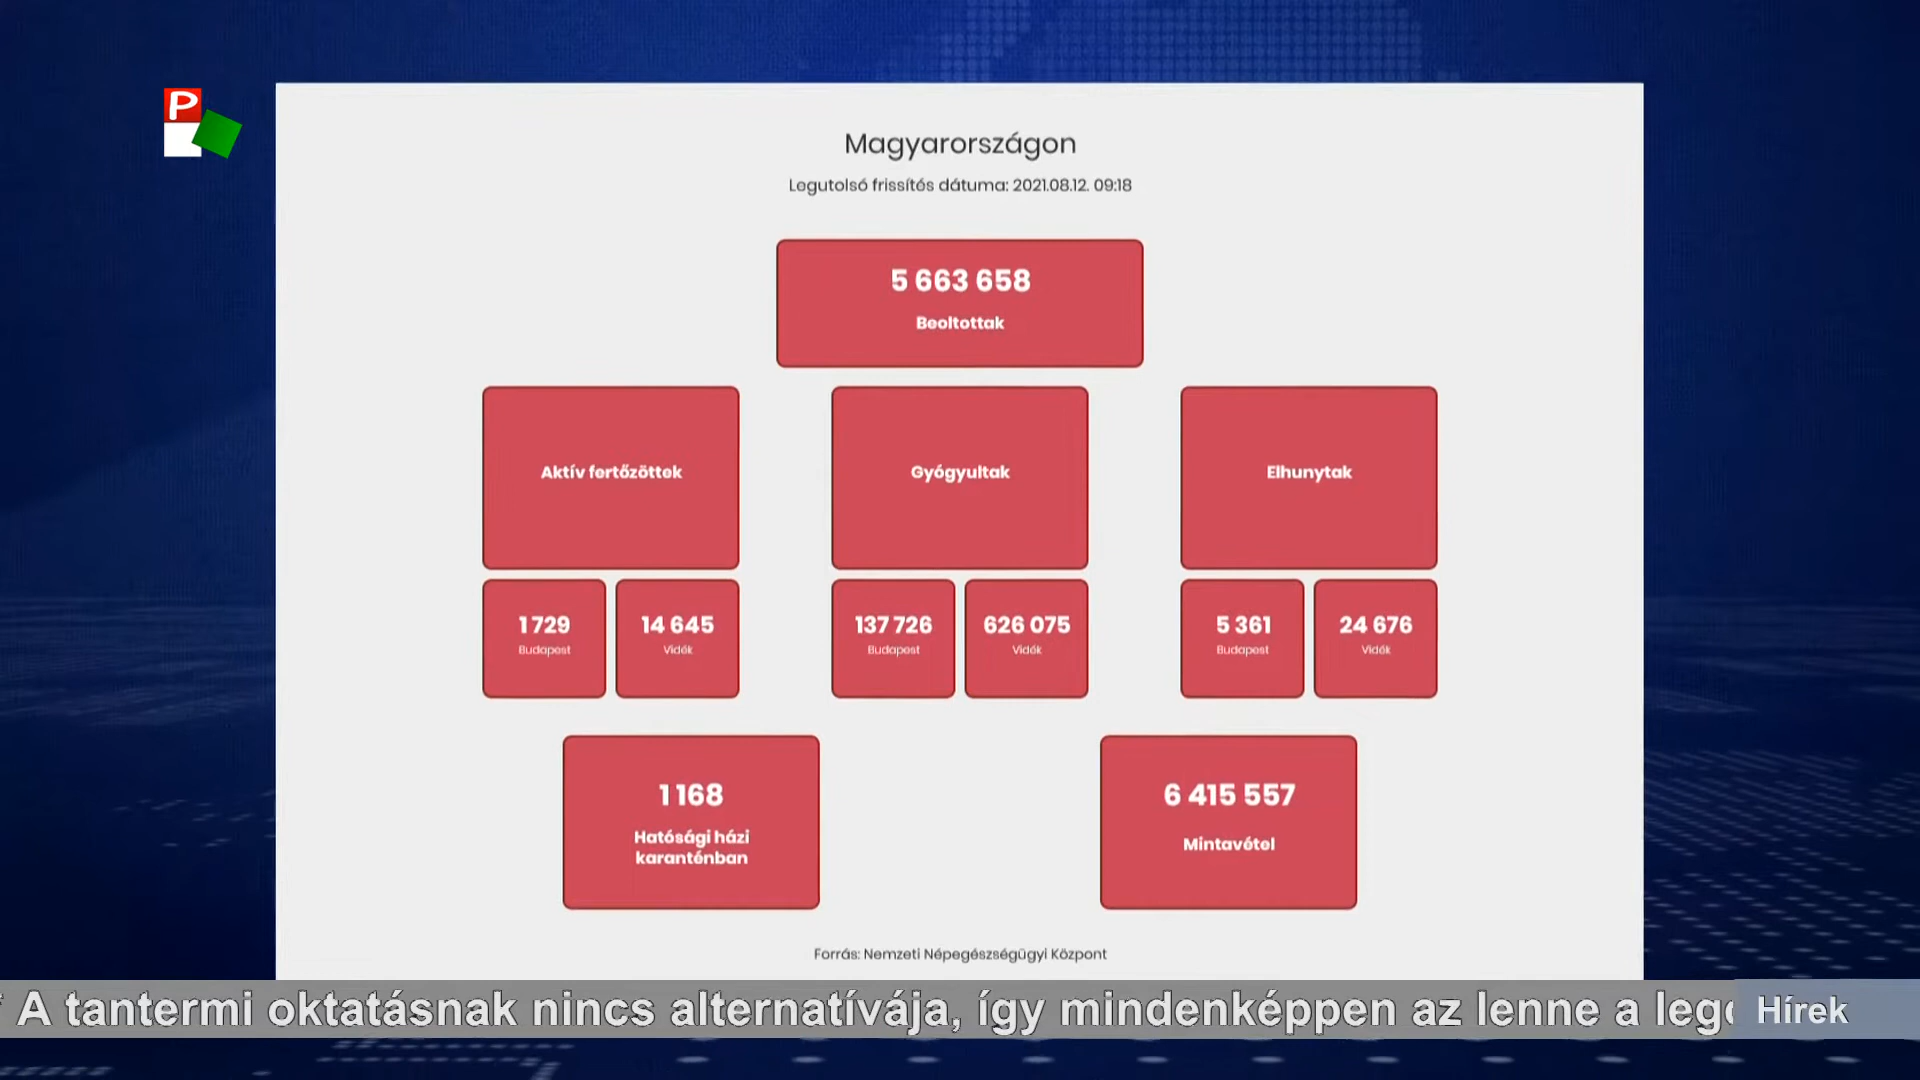 P
Magyarországon
Legutolsó frissítés dátuma: 2021.08.12. 09:18
5 663 658
Beoltottak
Aktív fertőzöttek
Gyógyultak
Elhunytak
1 729
Budapest
14 645
Vidék
137 726
Budapest
626 075
Vidék
5 361
Budapest
24 676
Vidék
1 168
Hatósági házi
karanténban
6 415 557
Mintavétel
Forrás: Nemzeti Népegészségügyi Központ
A tantermi oktatásnak nincs alternatívája, így mindenképpen az lenne a
Hírek